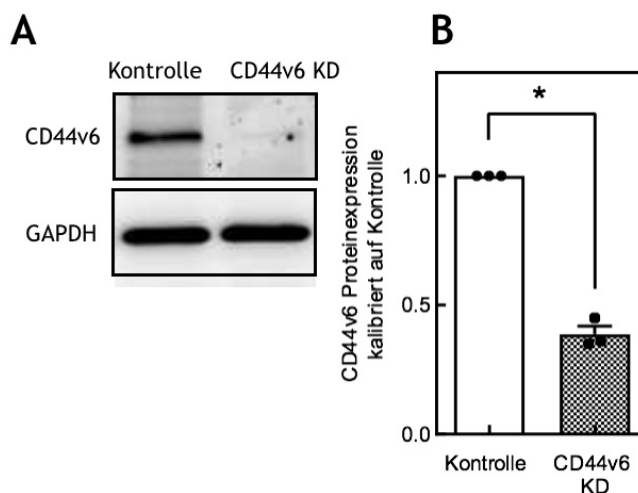 A
Kontrolle CD44v6 KD
CD44v6
GAPDH
B
CD44v6 Proteinexpression
kalibriert auf Kontrolle
*
1.0
0.5
0.0
Kontrolle CD44v6
KD